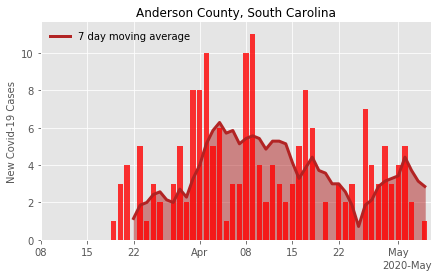 Anderson County, South Carolina
7 day moving average
New Covid-19 Cases
10
8
6
4
2
0
08 15 22 Apr 08 15 22 May
2020-May